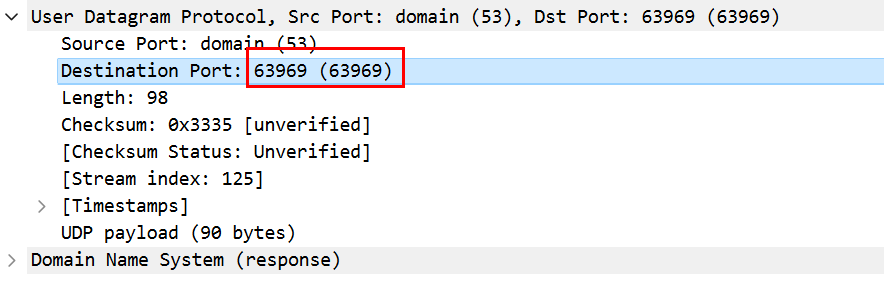 User Datagram Protocol, Src Port: domain (53), Dst Port: 63969 (63969)
Source Port: domain (53)
Destination Port: 63969 (63969)
Length: 98
Checksum: 0x3335 [unverified]
[Checksum Status: Unverified]
[Stream index: 125]
[Timestamps]
UDP payload (90 bytes)
Domain Name System (response)